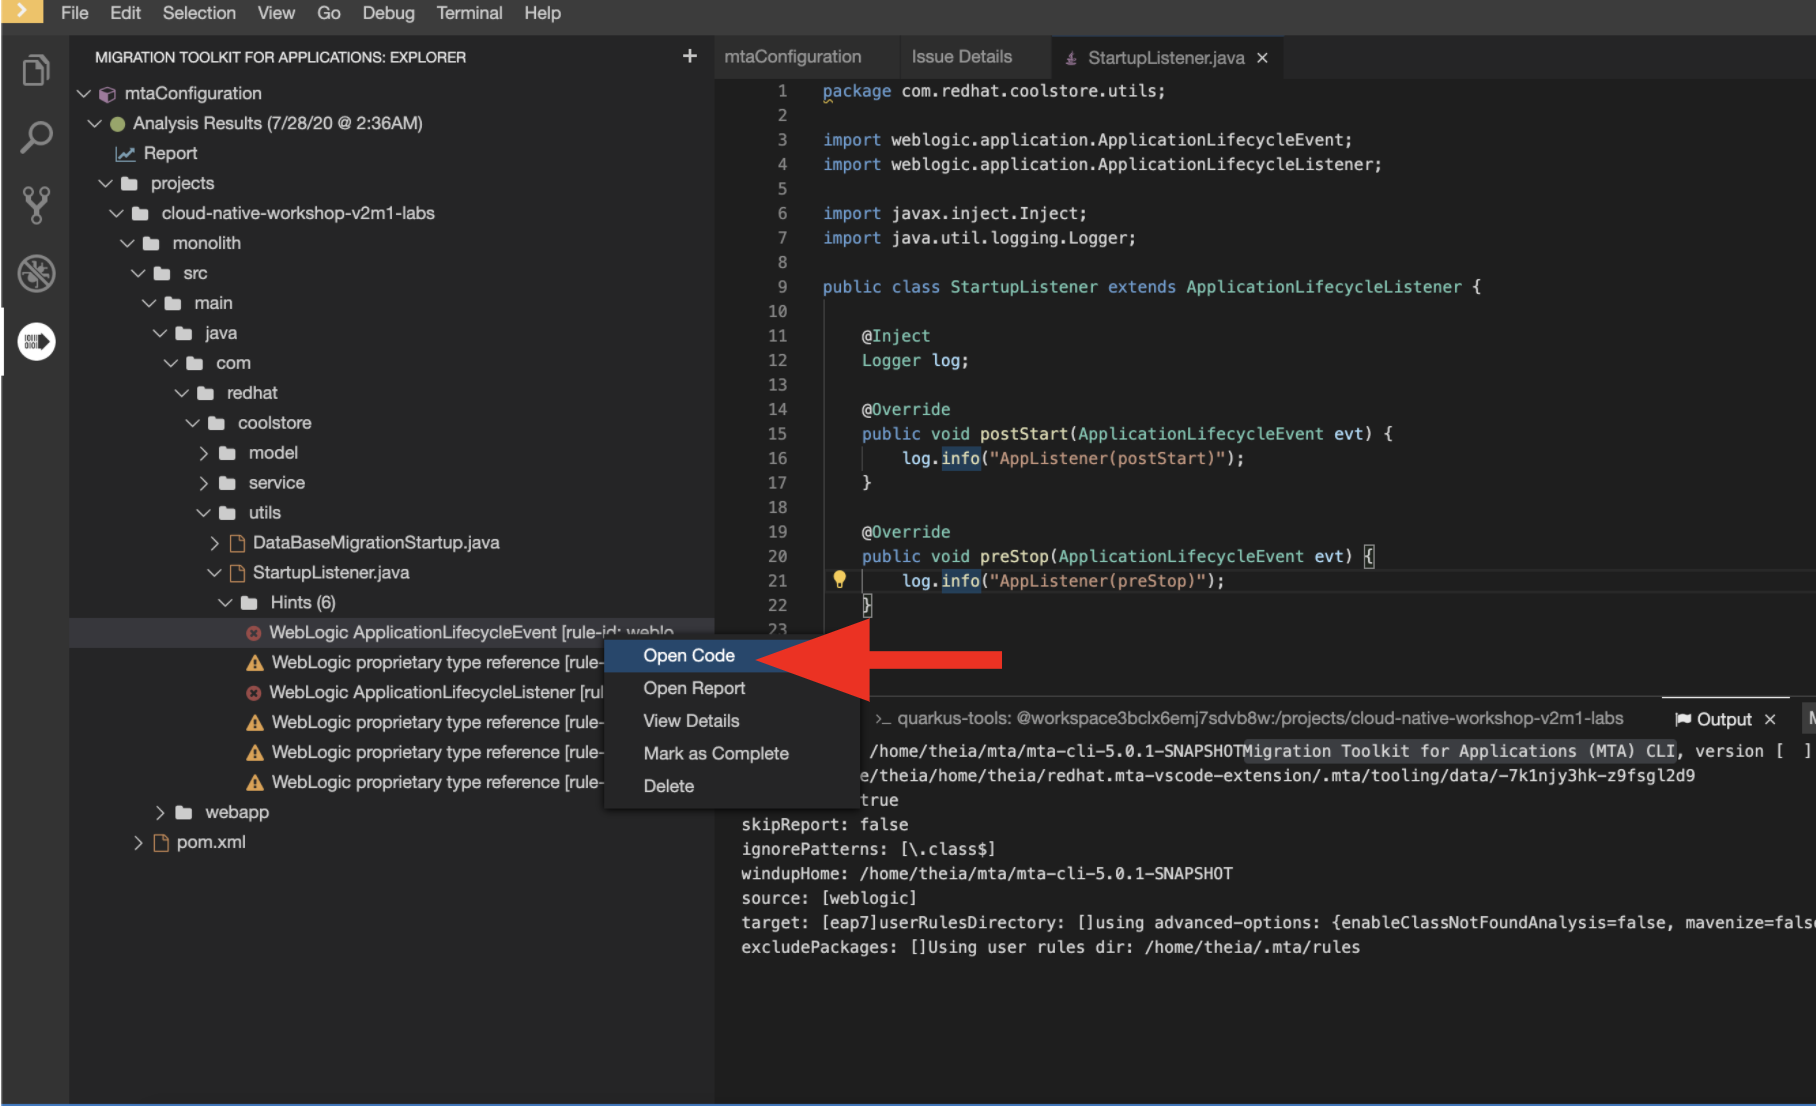 File Edit Selection View Go Debug Terminal Help
MIGRATION TOOLKIT FOR APPLICATIONS: EXPLORER
mtaConfiguration
Analysis Results (7/28/20 @ 2:36AM)
Report
projects
cloud-native-workshop-v2m1-labs
monolith
src
main
java
com
redhat
coolstore
model
service
utils
DataBaseMigrationStartup.java
StartupListener.java
Hints (6)
WebLogic ApplicationLifecycleEvent [rule-id: weblo
WebLogic proprietary type reference [rule-
WebLogic ApplicationLifecycleListener [rul
WebLogic proprietary type reference [rule-
WebLogic proprietary type reference [rule-
WebLogic proprietary type reference [rule-
webapp
pom.xml
Open Code
Open Report
View Details
Mark as Complete
Delete
mtaConfiguration Issue Details StartupListener.java
1 package com.redhat.coolstore.utils;
2
3 import weblogic.application.ApplicationLifecycleEvent;
4 import weblogic.application.ApplicationLifecycleListener;
5
6 import javax.inject.Inject;
7 import java.util.logging.Logger;
8
9 public class StartupListener extends ApplicationLifecycleListener {
10
11 @Inject
12 Logger log;
13
14 @Override
15 public void postStart(ApplicationLifecycleEvent evt) {
16 log.info("AppListener(postStart)");
17 }
18
19 @Override
20 public void preStop(ApplicationLifecycleEvent evt) {
21 log.info("AppListener(preStop)");
22 }
23
>_ quarkus-tools: @workspace3bclx6emj7sdvb8w:/projects/cloud-native-workshop-v2m1-labs Output M
/home/theia/mta/mta-cli-5.0.1-SNAPSHOTMigration Toolkit for Applications (MTA) CLI, version [ ]
e/theia/home/theia/redhat.mta-vscode-extension/.mta/tooling/data/-7k1njy3hk-z9fsgl2d9
true
skipReport: false
ignorePatterns: [\.class$]
windupHome: /home/theia/mta/mta-cli-5.0.1-SNAPSHOT
source: [weblogic]
target: [eap7]userRulesDirectory: []using advanced-options: {enableClassNotFoundAnalysis=false, mavenize=false
excludePackages: []Using user rules dir: /home/theia/.mta/rules